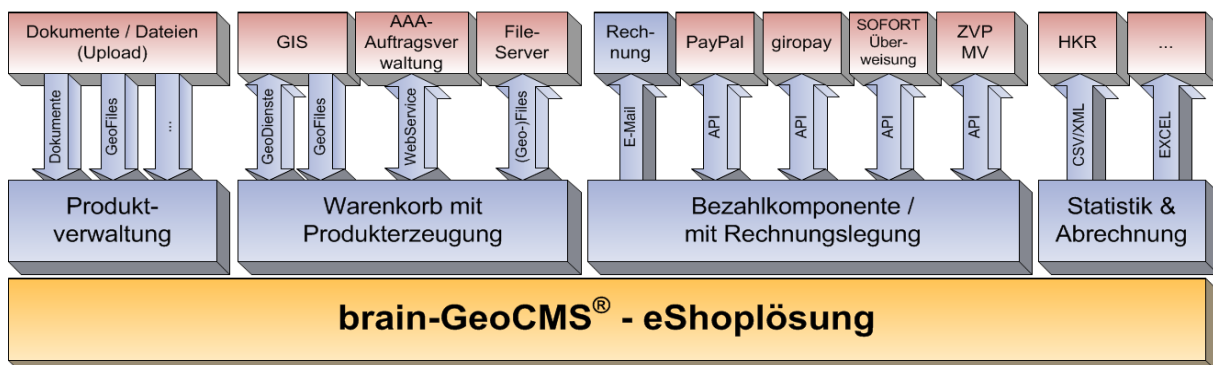 Dokumente / Dateien
(Upload)
GIS
AAA-
Auftragsver
waltung
File-
Server
Rech-
nung
PayPal
giropay
SOFORT
Über-
weisung
ZVP
MV
HKR
...
Dokumente
GeoFiles
...
GeoDienste
GeoFiles
WebService
(Geo-)Files
E-Mail
API
API
API
API
CSV/XML
EXCEL
Produkt-
verwaltung
Warenkorb mit
Produkterzeugung
Bezahlkomponente /
mit Rechnungslegung
Statistik &
Abrechnung
brain-GeoCMS® - eShoplösung